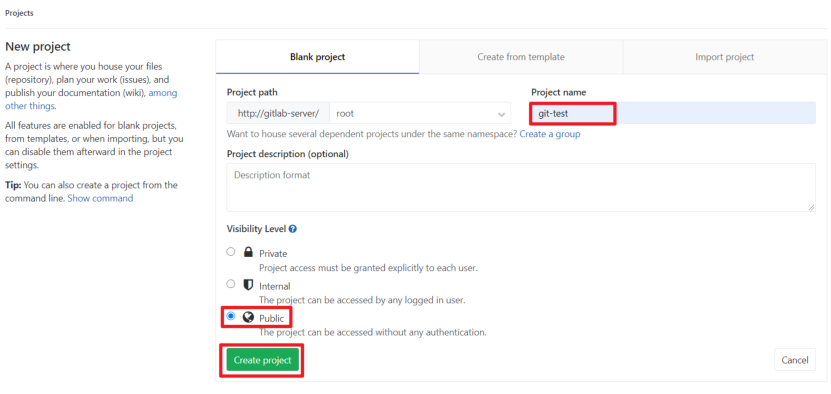 Projects
New project
A project is where you house your files
(repository), plan your work (issues), and
publish your documentation (wiki), among
other things.
All features are enabled for blank projects,
from templates, or when importing, but you
can disable them afterward in the project
settings.
Tip: You can also create a project from the
command line. Show command
Blank project
Create from template
Import project
Project path
Project name
http://gitlab-server/
root
git-test
Want to house several dependent projects under the same namespace? Create a group
Project description (optional)
Description format
Visibility Level
Private
Project access must be granted explicitly to each user.
Internal
The project can be accessed by any logged in user.
Public
The project can be accessed without any authentication.
Create project
Cancel